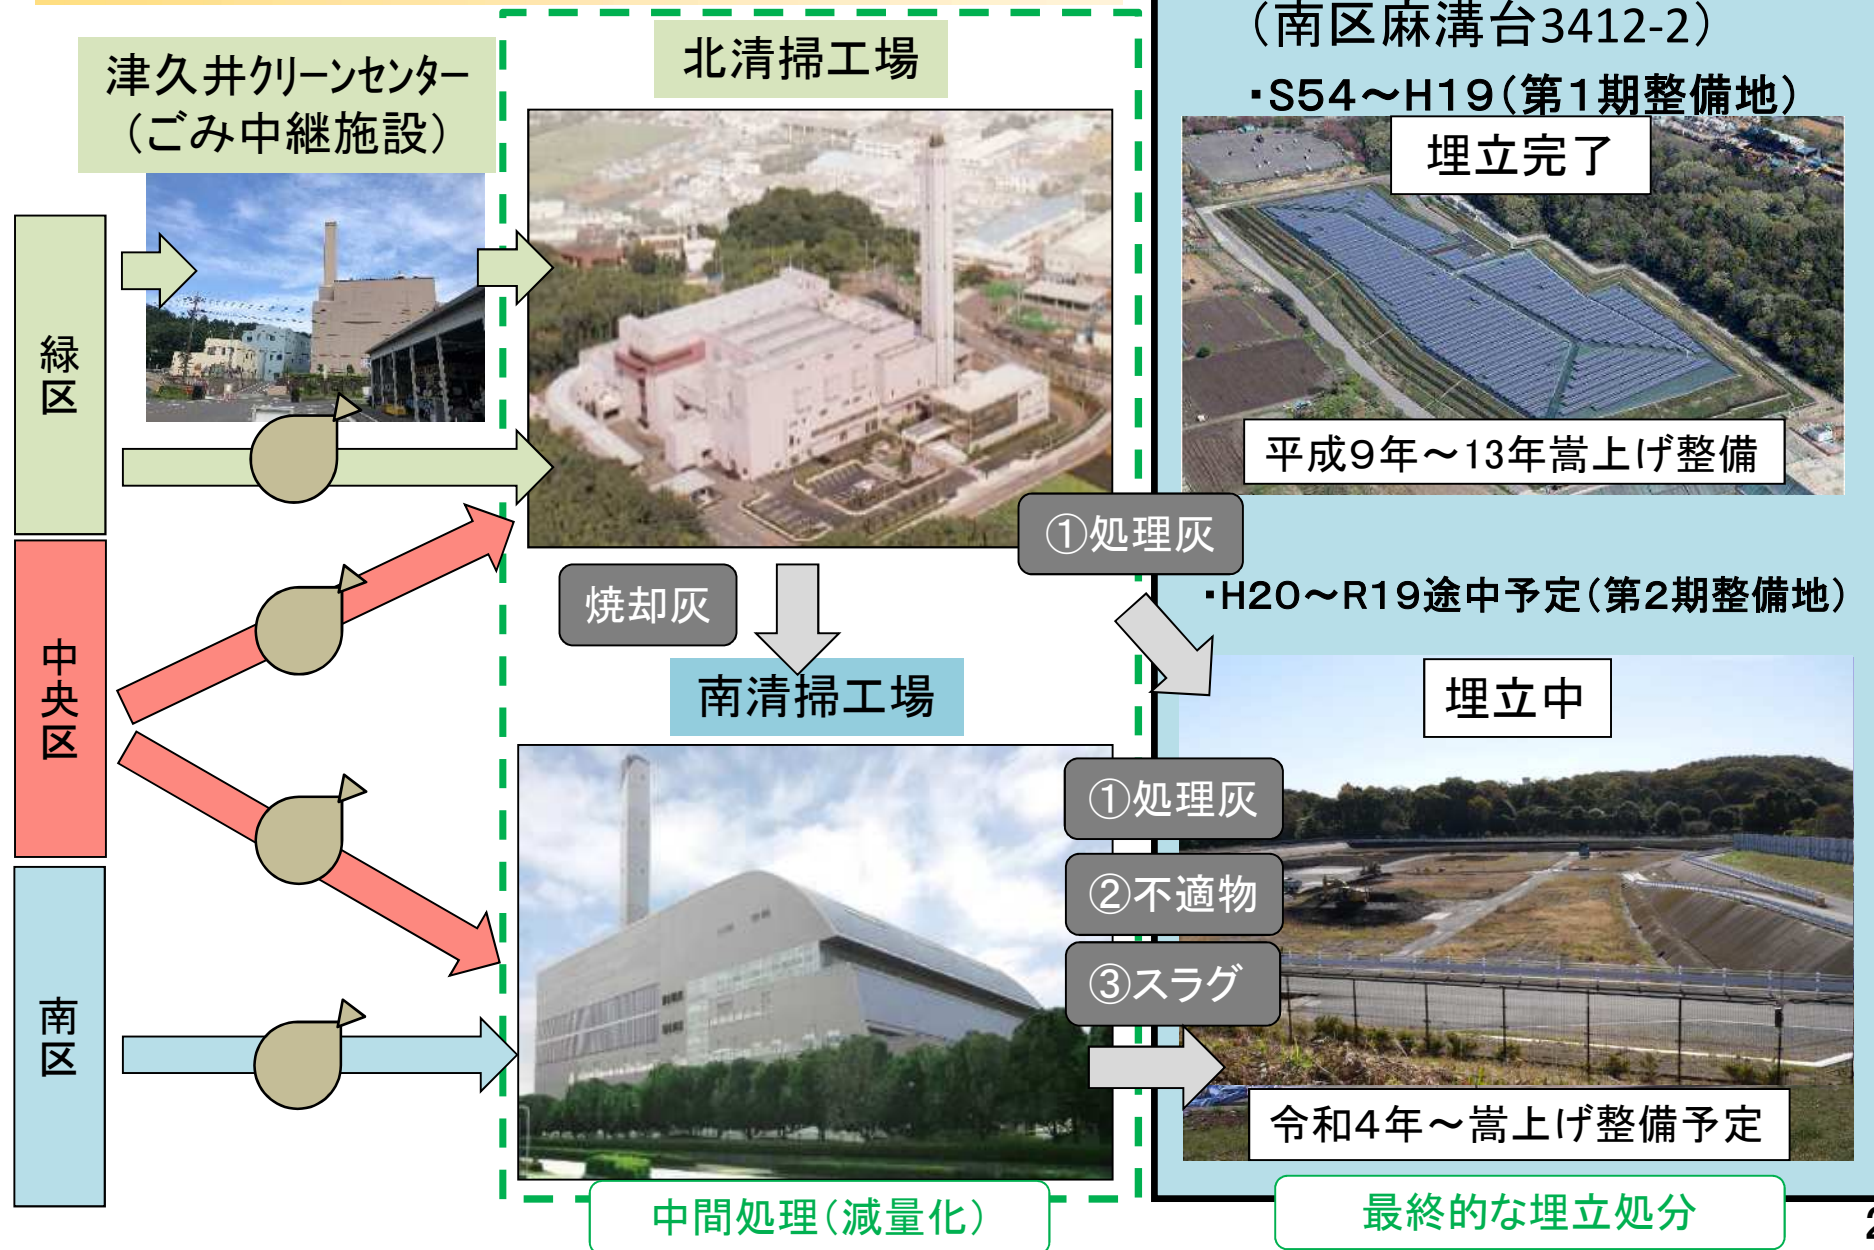 津久井クリーンセンター
（ごみ中継施設）
北清掃工場
緑区
中央区
南区
焼却灰
南清掃工場
①処理灰
①処理灰
②不適物
③スラグ
中間処理（減量化）
（南区麻溝台3412-2）
・S54～H19（第1期整備地）
埋立完了
平成9年～13年嵩上げ整備
・H20～R19途中予定（第2期整備地）
埋立中
令和4年～嵩上げ整備予定
最終的な埋立処分